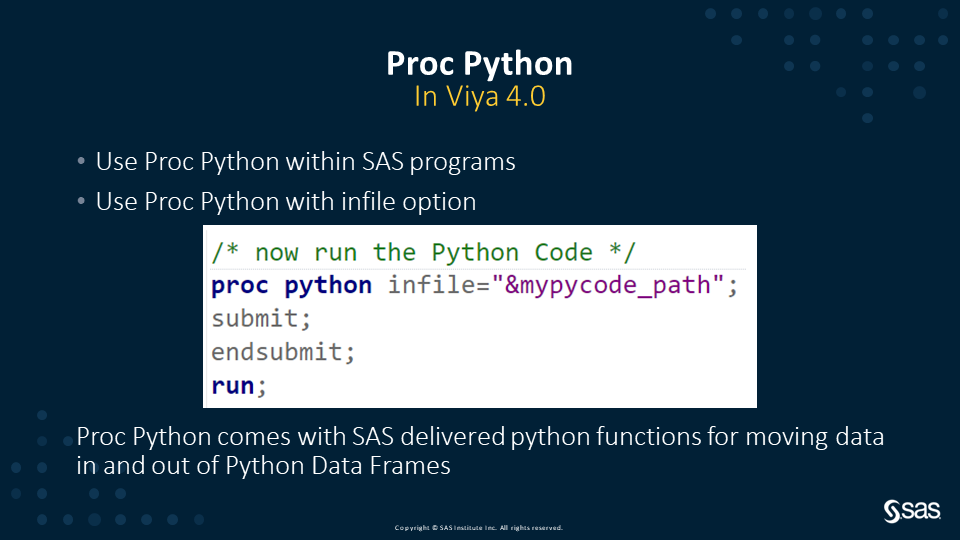 Proc Python
In Viya 4.0
• Use Proc Python within SAS programs
• Use Proc Python with infile option
/* now run the Python Code */
proc python infile="&mypycode_path";
submit;
endsubmit;
run;
Proc Python comes with SAS delivered python functions for moving data
in and out of Python Data Frames
sas
Copyright © SAS Institute Inc. All rights reserved.